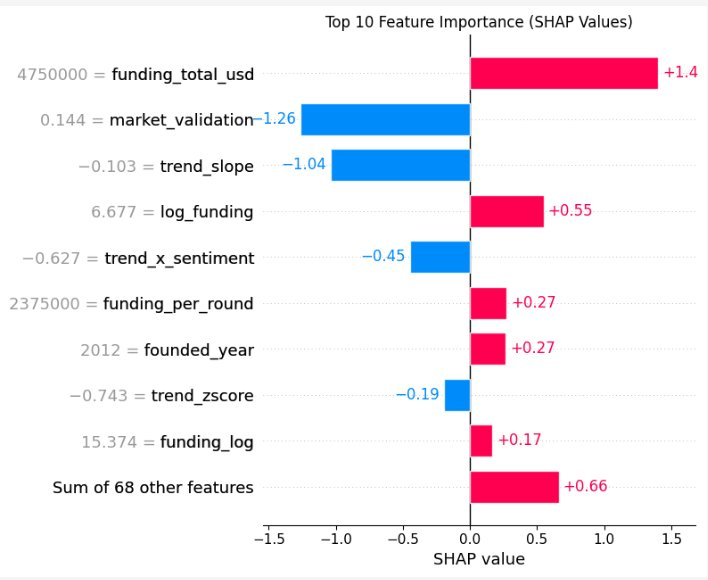 Top 10 Feature Importance (SHAP Values)
4750000 = funding_total_usd +1.4
0.144 = market_validation −1.26
−0.103 = trend_slope −1.04
6.677 = log_funding +0.55
−0.627 = trend_x_sentiment −0.45
2375000 = funding_per_round +0.27
2012 = founded_year +0.27
−0.743 = trend_zscore −0.19
15.374 = funding_log +0.17
Sum of 68 other features +0.66
−1.5 −1.0 −0.5 0.0 0.5 1.0 1.5
SHAP value